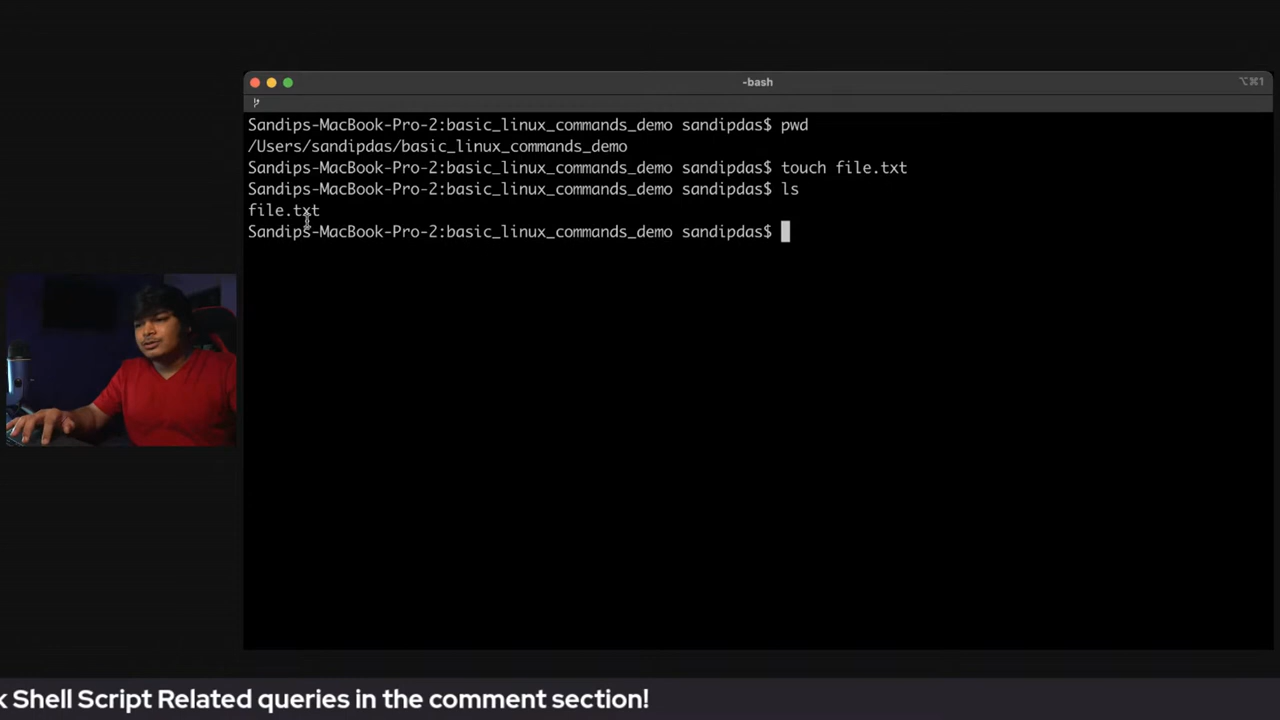 -bash
⌥⌘1
Sandips-MacBook-Pro-2:basic_linux_commands_demo sandipdas$ pwd
/Users/sandipdas/basic_linux_commands_demo
Sandips-MacBook-Pro-2:basic_linux_commands_demo sandipdas$ touch file.txt
Sandips-MacBook-Pro-2:basic_linux_commands_demo sandipdas$ ls
file.txt
Sandips-MacBook-Pro-2:basic_linux_commands_demo sandipdas$
Shell Script Related queries in the comment section!